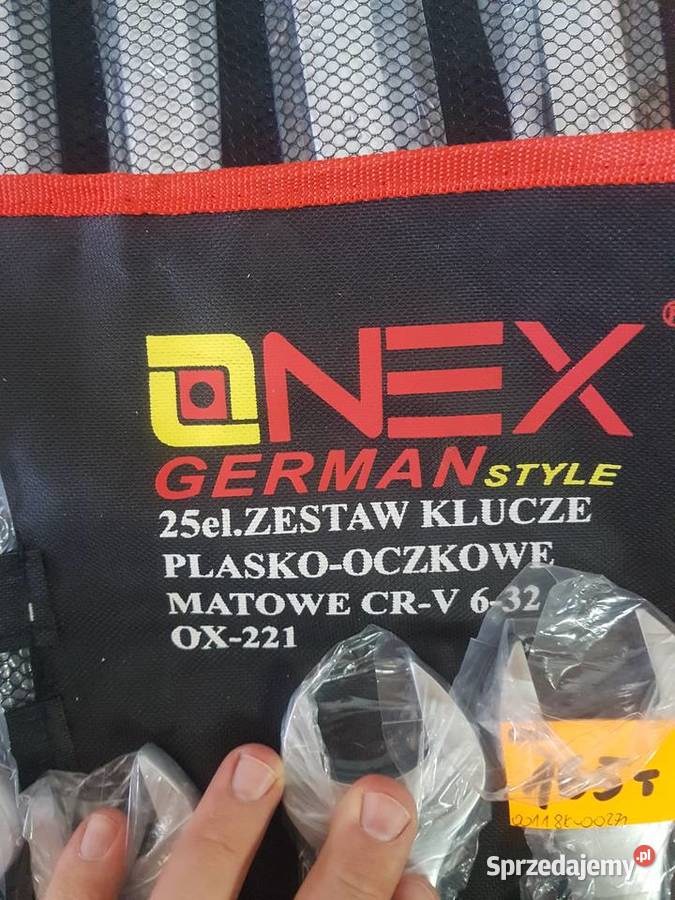 ONEX®
GERMAN STYLE
25el.ZESTAW KLUCZE
PLASKO-OCZKOWE
MATOWE CR-V 6-32
OX-221
Sprzedajemy.pl